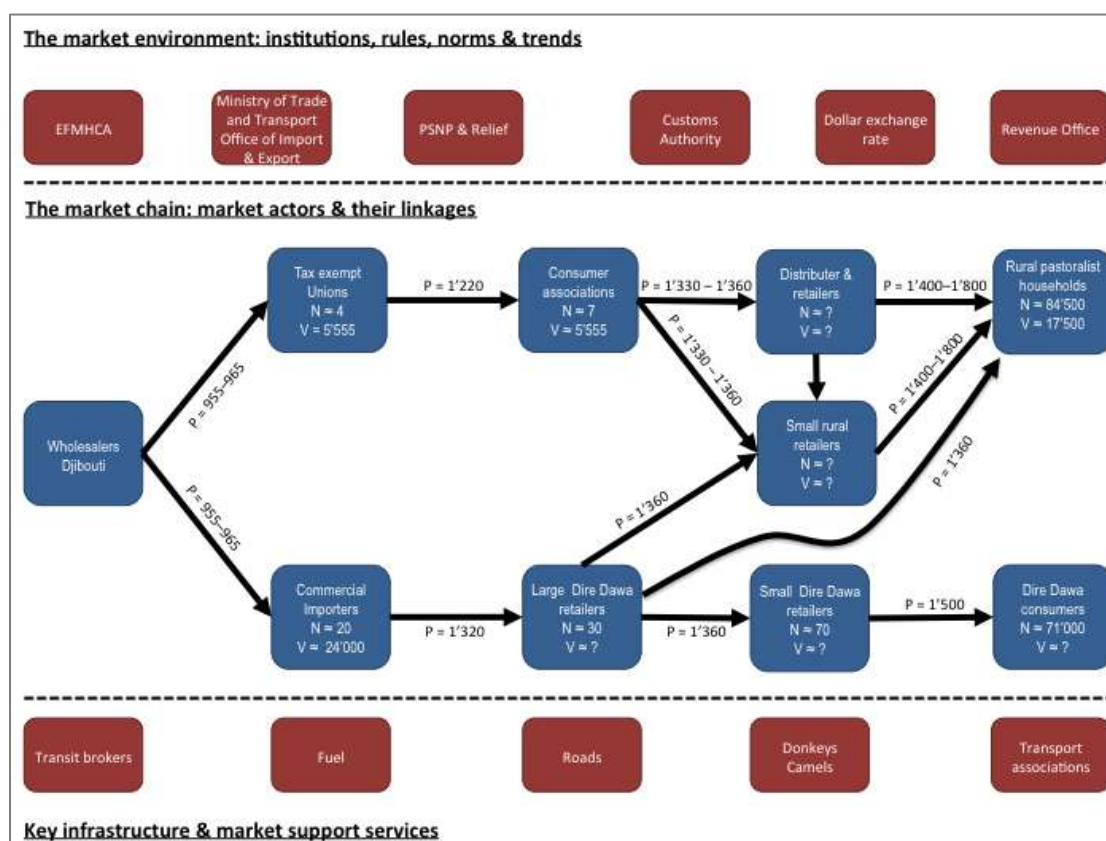 The market environment: institutions, rules, norms & trends
EFMHCA
Ministry of Trade
and Transport
Office of Import
& Export
PSNP & Relief
Customs
Authority
Dollar exchange
rate
Revenue Office
The market chain: market actors & their linkages
Tax exempt
Unions
N ≈ 4
V = 5'555
P = 1'220
Consumer
associations
N ≈ 7
V ≈ 5'555
P = 1'330 – 1'360
Distributer &
retailers
N ≈ ?
V ≈ ?
P = 1'400–1'800
Rural pastoralist
households
N ≈ 84'500
V ≈ 17'500
P = 955–965
P = 1'330 – 1'360
P = 1'400–1'800
Wholesalers
Djibouti
Small rural
retailers
N ≈ ?
V ≈ ?
P = 955–965
P = 1'360
P = 1'360
Commercial
Importers
N ≈ 20
V ≈ 24'000
P = 1'320
Large Dire Dawa
retailers
N ≈ 30
V ≈ ?
P = 1'360
Small Dire Dawa
retailers
N ≈ 70
V ≈ ?
P = 1'500
Dire Dawa
consumers
N ≈ 71'000
V ≈ ?
Transit brokers
Fuel
Roads
Donkeys
Camels
Transport
associations
Key infrastructure & market support services